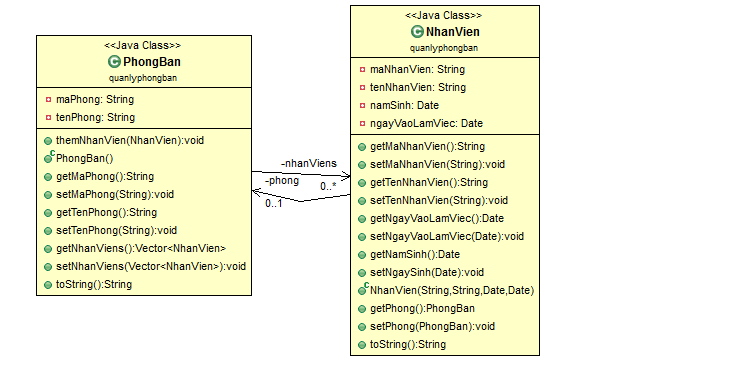 <<Java Class>>
PhongBan
quanlyphongban
maPhong: String
tenPhong: String
themNhanVien(NhanVien):void
PhongBan()
getMaPhong():String
setMaPhong(String):void
getTenPhong():String
setTenPhong(String):void
getNhanViens():Vector<NhanVien>
setNhanViens(Vector<NhanVien>):void
toString():String
-nhanViens
0..*
-phong
0..1
<<Java Class>>
NhanVien
quanlyphongban
maNhanVien: String
tenNhanVien: String
namSinh: Date
ngayVaoLamViec: Date
getMaNhanVien():String
setMaNhanVien(String):void
getTenNhanVien():String
setTenNhanVien(String):void
getNgayVaoLamViec():Date
setNgayVaoLamViec(Date):void
getNamSinh():Date
setNgaySinh(Date):void
NhanVien(String,String,Date,Date)
getPhong():PhongBan
setPhong(PhongBan):void
toString():String